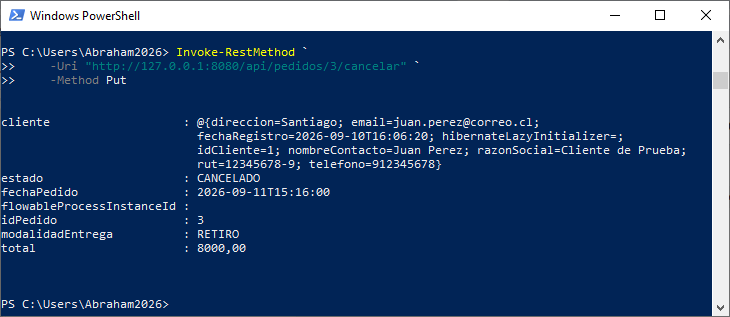 Windows PowerShell
PS C:\Users\Abraham2026> Invoke-RestMethod `
>>     -Uri "http://127.0.0.1:8080/api/pedidos/3/cancelar" `
>>     -Method Put
cliente                   : @{direccion=Santiago; email=juan.perez@correo.cl;
                            fechaRegistro=2026-09-10T16:06:20; hibernateLazyInitializer=;
                            idCliente=1; nombreContacto=Juan Perez; razonSocial=Cliente de Prueba;
                            rut=12345678-9; telefono=912345678}
estado                    : CANCELADO
fechaPedido               : 2026-09-11T15:16:00
flowableProcessInstanceId :
idPedido                  : 3
modalidadEntrega          : RETIRO
total                     : 8000,00
PS C:\Users\Abraham2026>